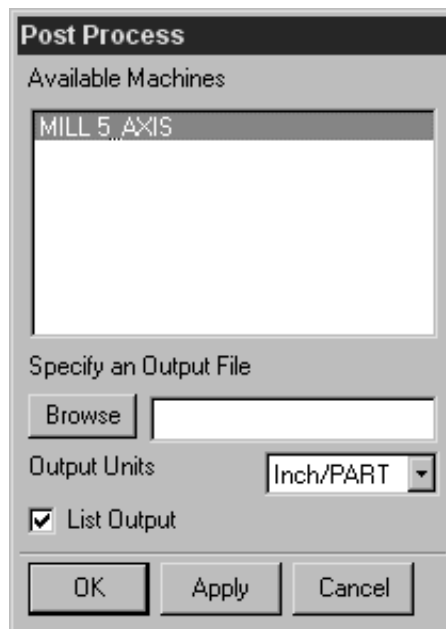 Post Process
Available Machines
MILL 5_AXIS
Specify an Output File
Browse
Output Units Inch/PART
List Output
OK Apply Cancel